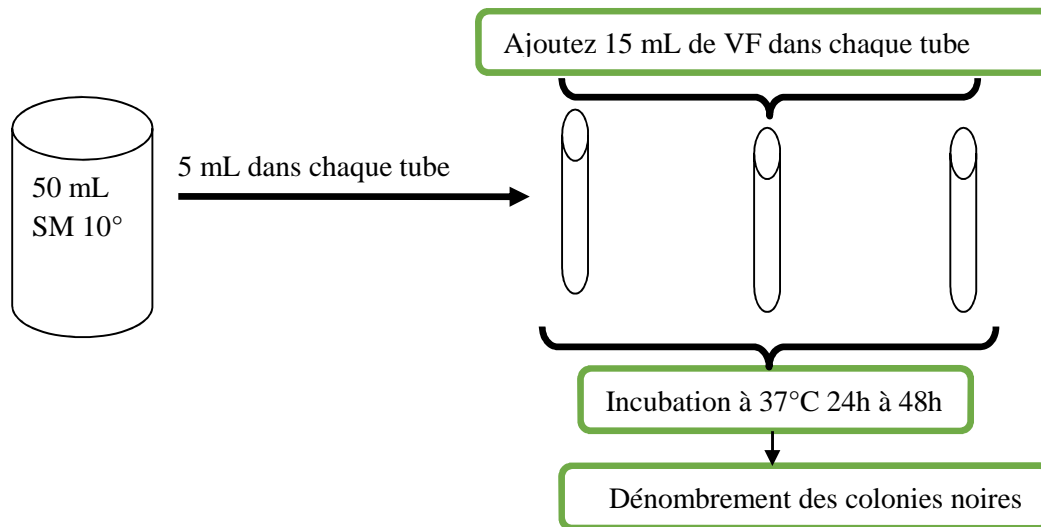 Ajoutez 15 mL de VF dans chaque tube
5 mL dans chaque tube
50 mL
SM 10°
Incubation à 37°C 24h à 48h
Dénombrement des colonies noires